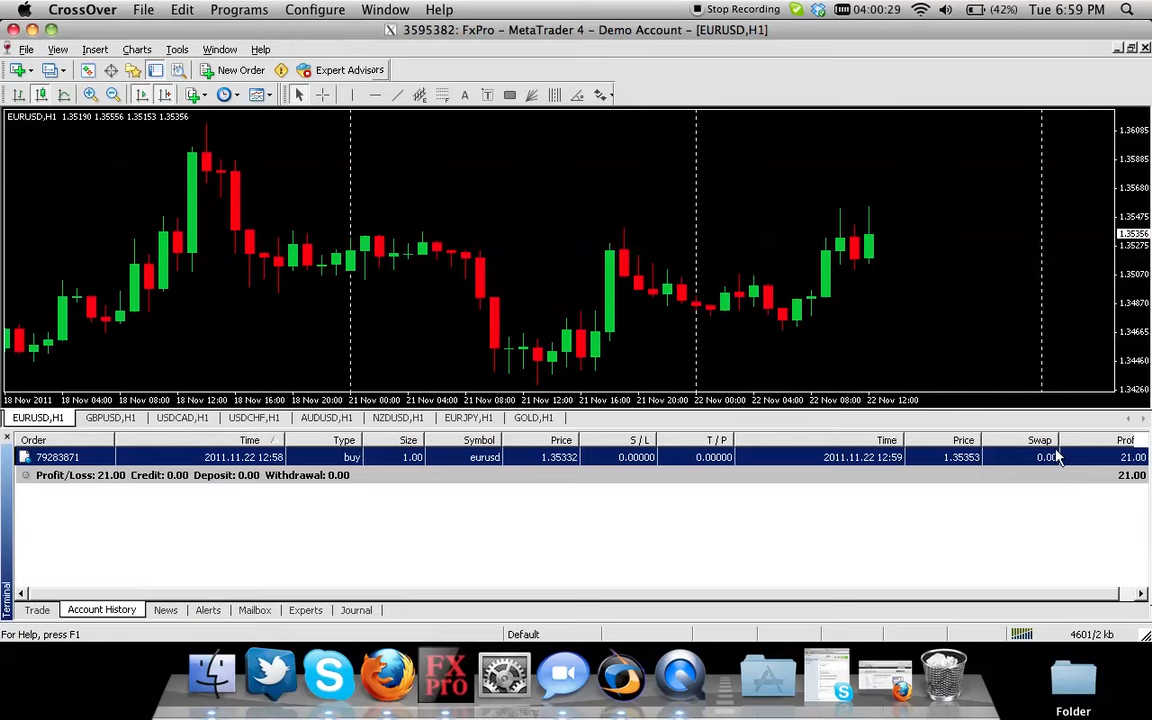 CrossOver File Edit Programs Configure Window Help Stop Recording 04:00:29 (42%) Tue 6:59 PM
3595382: FxPro - MetaTrader 4 - Demo Account - [EURUSD,H1]
File View Insert Charts Tools Window Help
New Order Expert Advisors
A T
EURUSD,H1 1.35190 1.35556 1.35153 1.35356
1.36085
1.35885
1.35680
1.35475
1.35356
1.35275
1.35070
1.34870
1.34665
1.34460
1.34260
18 Nov 2011 18 Nov 04:00 18 Nov 08:00 18 Nov 12:00 18 Nov 16:00 18 Nov 20:00 21 Nov 00:00 21 Nov 04:00 21 Nov 08:00 21 Nov 12:00 21 Nov 16:00 21 Nov 20:00 22 Nov 00:00 22 Nov 04:00 22 Nov 08:00 22 Nov 12:00
EURUSD,H1 GBPUSD,H1 USDCAD,H1 USDCHF,H1 AUDUSD,H1 NZDUSD,H1 EURJPY,H1 GOLD,H1
Order Time Type Size Symbol Price S / L T / P Time Price Swap Prof
79283871 2011.11.22 12:58 buy 1.00 eurusd 1.35332 0.00000 0.00000 2011.11.22 12:59 1.35353 0.00 21.00
Profit/Loss: 21.00 Credit: 0.00 Deposit: 0.00 Withdrawal: 0.00 21.00
Terminal
Trade Account History News Alerts Mailbox Experts Journal
For Help, press F1 Default 4601/2 kb
FX
Pro
Folder